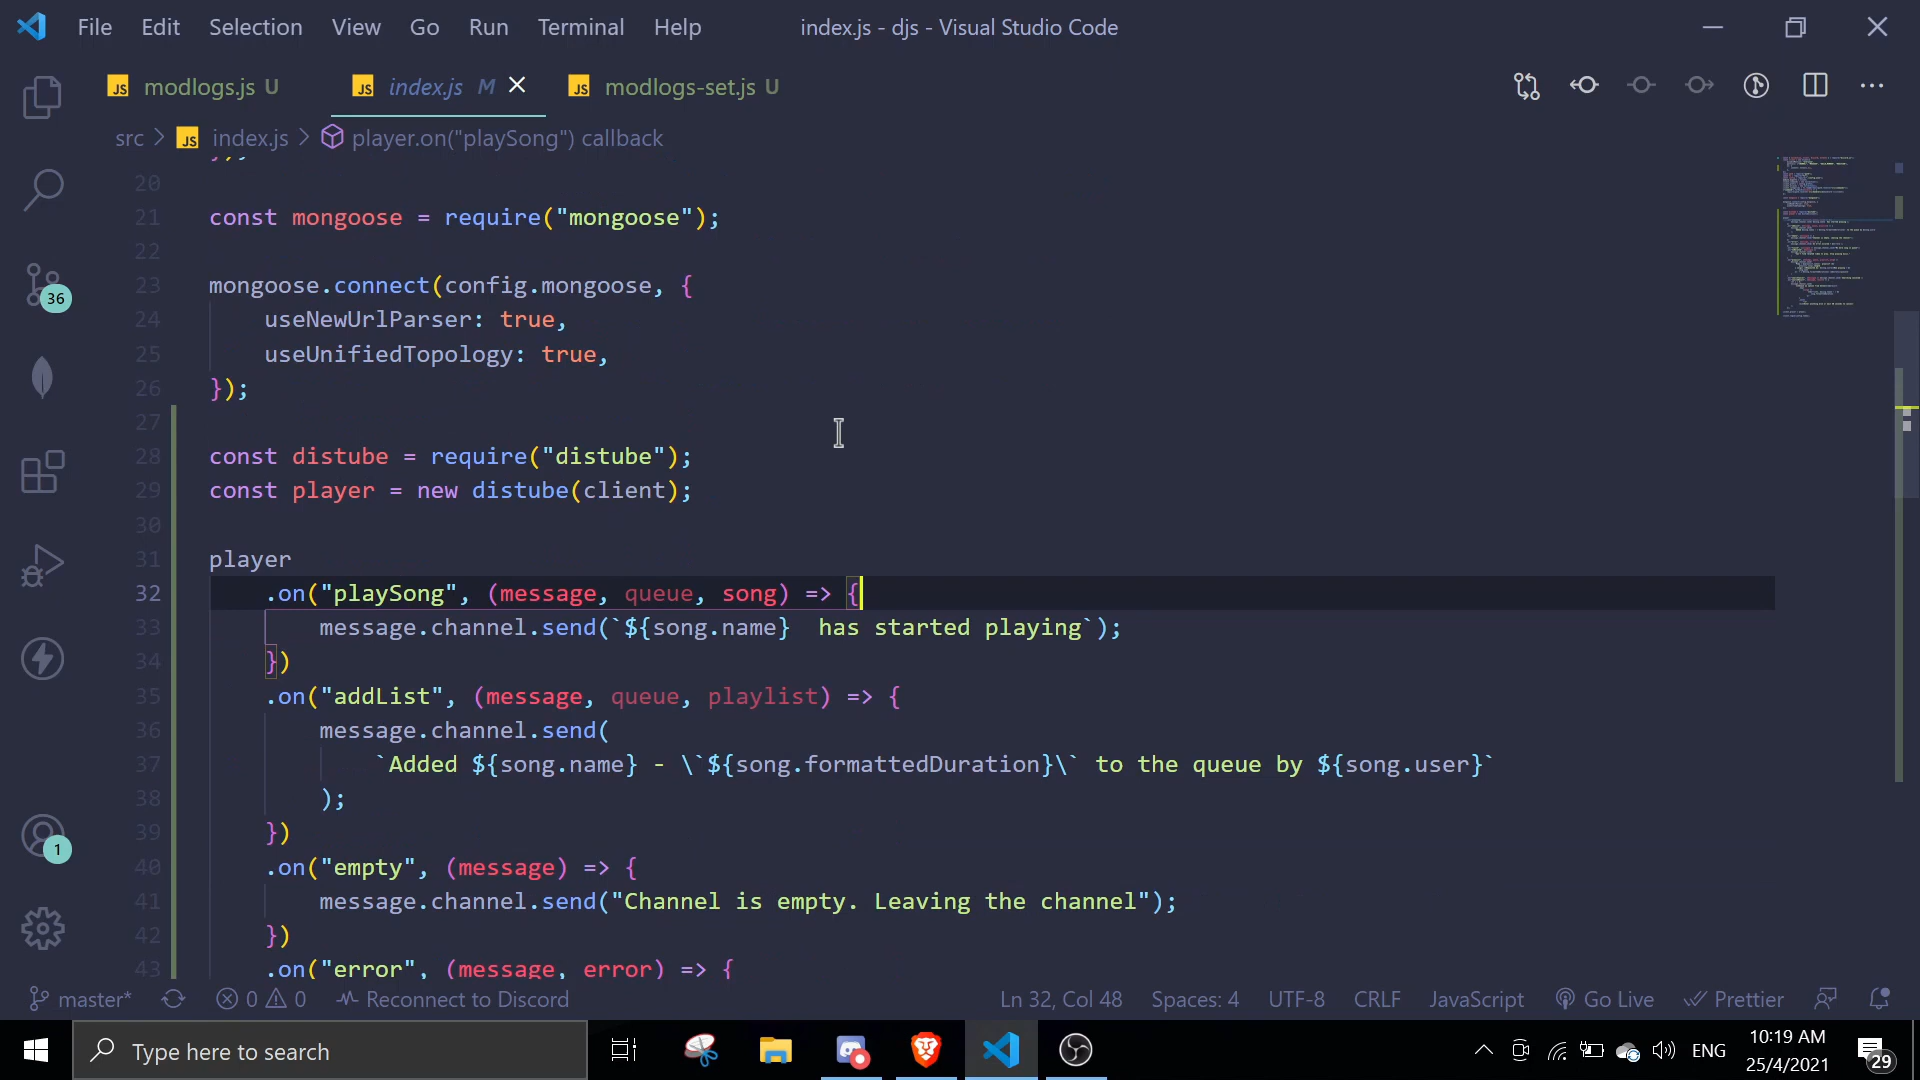 File Edit Selection View Go Run Terminal Help index.js - djs - Visual Studio Code
JS modlogs.js U JS index.js M JS modlogs-set.js U
src > JS index.js > player.on("playSong") callback
20
21 const mongoose = require("mongoose");
22
23 mongoose.connect(config.mongoose, {
24 useNewUrlParser: true,
25 useUnifiedTopology: true,
26 });
27
28 const distube = require("distube");
29 const player = new distube(client);
30
31 player
32 .on("playSong", (message, queue, song) => {
33 message.channel.send(`${song.name}  has started playing`);
34 })
35 .on("addList", (message, queue, playlist) => {
36 message.channel.send(
37 `Added ${song.name} - \`${song.formattedDuration}\` to the queue by ${song.user}`
38 );
39 })
40 .on("empty", (message) => {
41 message.channel.send("Channel is empty. Leaving the channel");
42 })
43 .on("error", (message, error) => {
36
1
master* 0 0 Reconnect to Discord Ln 32, Col 48 Spaces: 4 UTF-8 CRLF JavaScript Go Live Prettier
Type here to search ENG 10:19 AM
25/4/2021 29